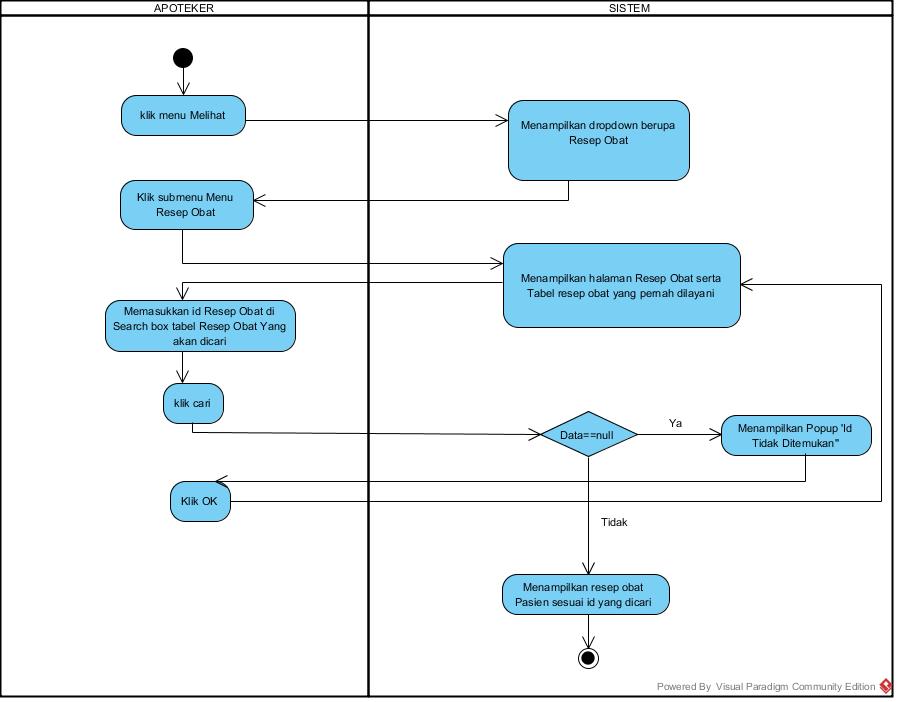 APOTEKER
SISTEM
klik menu Melihat
Menampilkan dropdown berupa
Resep Obat
Klik submenu Menu
Resep Obat
Menampilkan halaman Resep Obat serta
Tabel resep obat yang pernah dilayani
Memasukkan id Resep Obat di
Search box tabel Resep Obat Yang
akan dicari
klik cari
Data==null
Ya
Menampilkan Popup "Id
Tidak Ditemukan"
Klik OK
Tidak
Menampilkan resep obat
Pasien sesuai id yang dicari
Powered By Visual Paradigm Community Edition